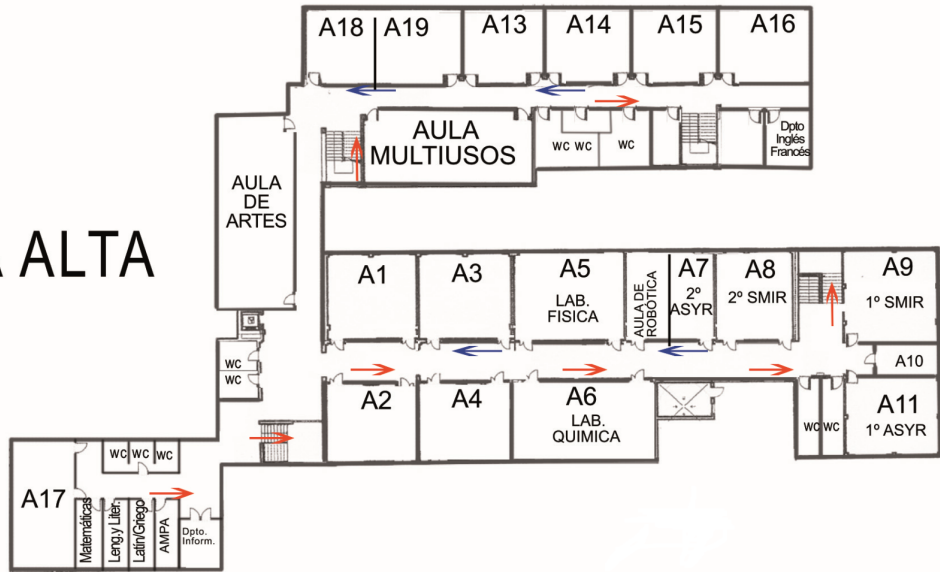 A18 A19 A13 A14 A15 A16
AULA
MULTIUSOS
WC WC WC
Dpto
Inglés
Francés
AULA
DE
ARTES
ALTA
A1 A3 A5 A7 A8 A9
LAB.
FISICA
AULA DE
ROBÓTICA
2º
ASYR
2º SMIR
1º SMIR
WC
WC
A10
A2 A4 A6 A11
LAB.
QUIMICA
WC WC
1º ASYR
A17
WC WC WC
Matemáticas
Leng.y Liter.
Latín/Griego
AMPA
Dpto.
Inform.